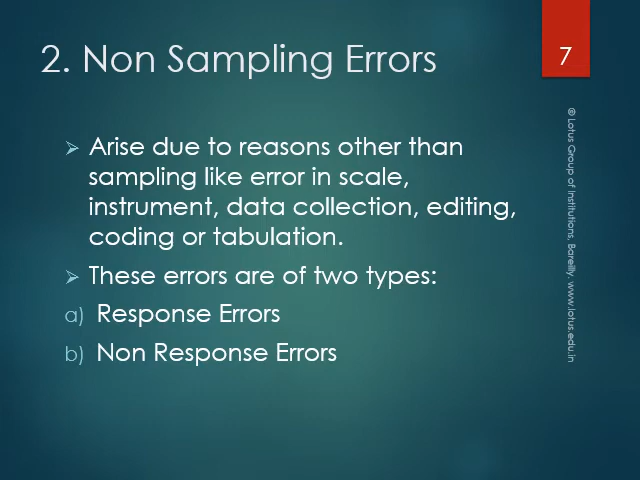 2. Non Sampling Errors
7
➢ Arise due to reasons other than
sampling like error in scale,
instrument, data collection, editing,
coding or tabulation.
➢ These errors are of two types:
a) Response Errors
b) Non Response Errors
® Lotus Group of Institutions, Bareilly. www.lotus.edu.in